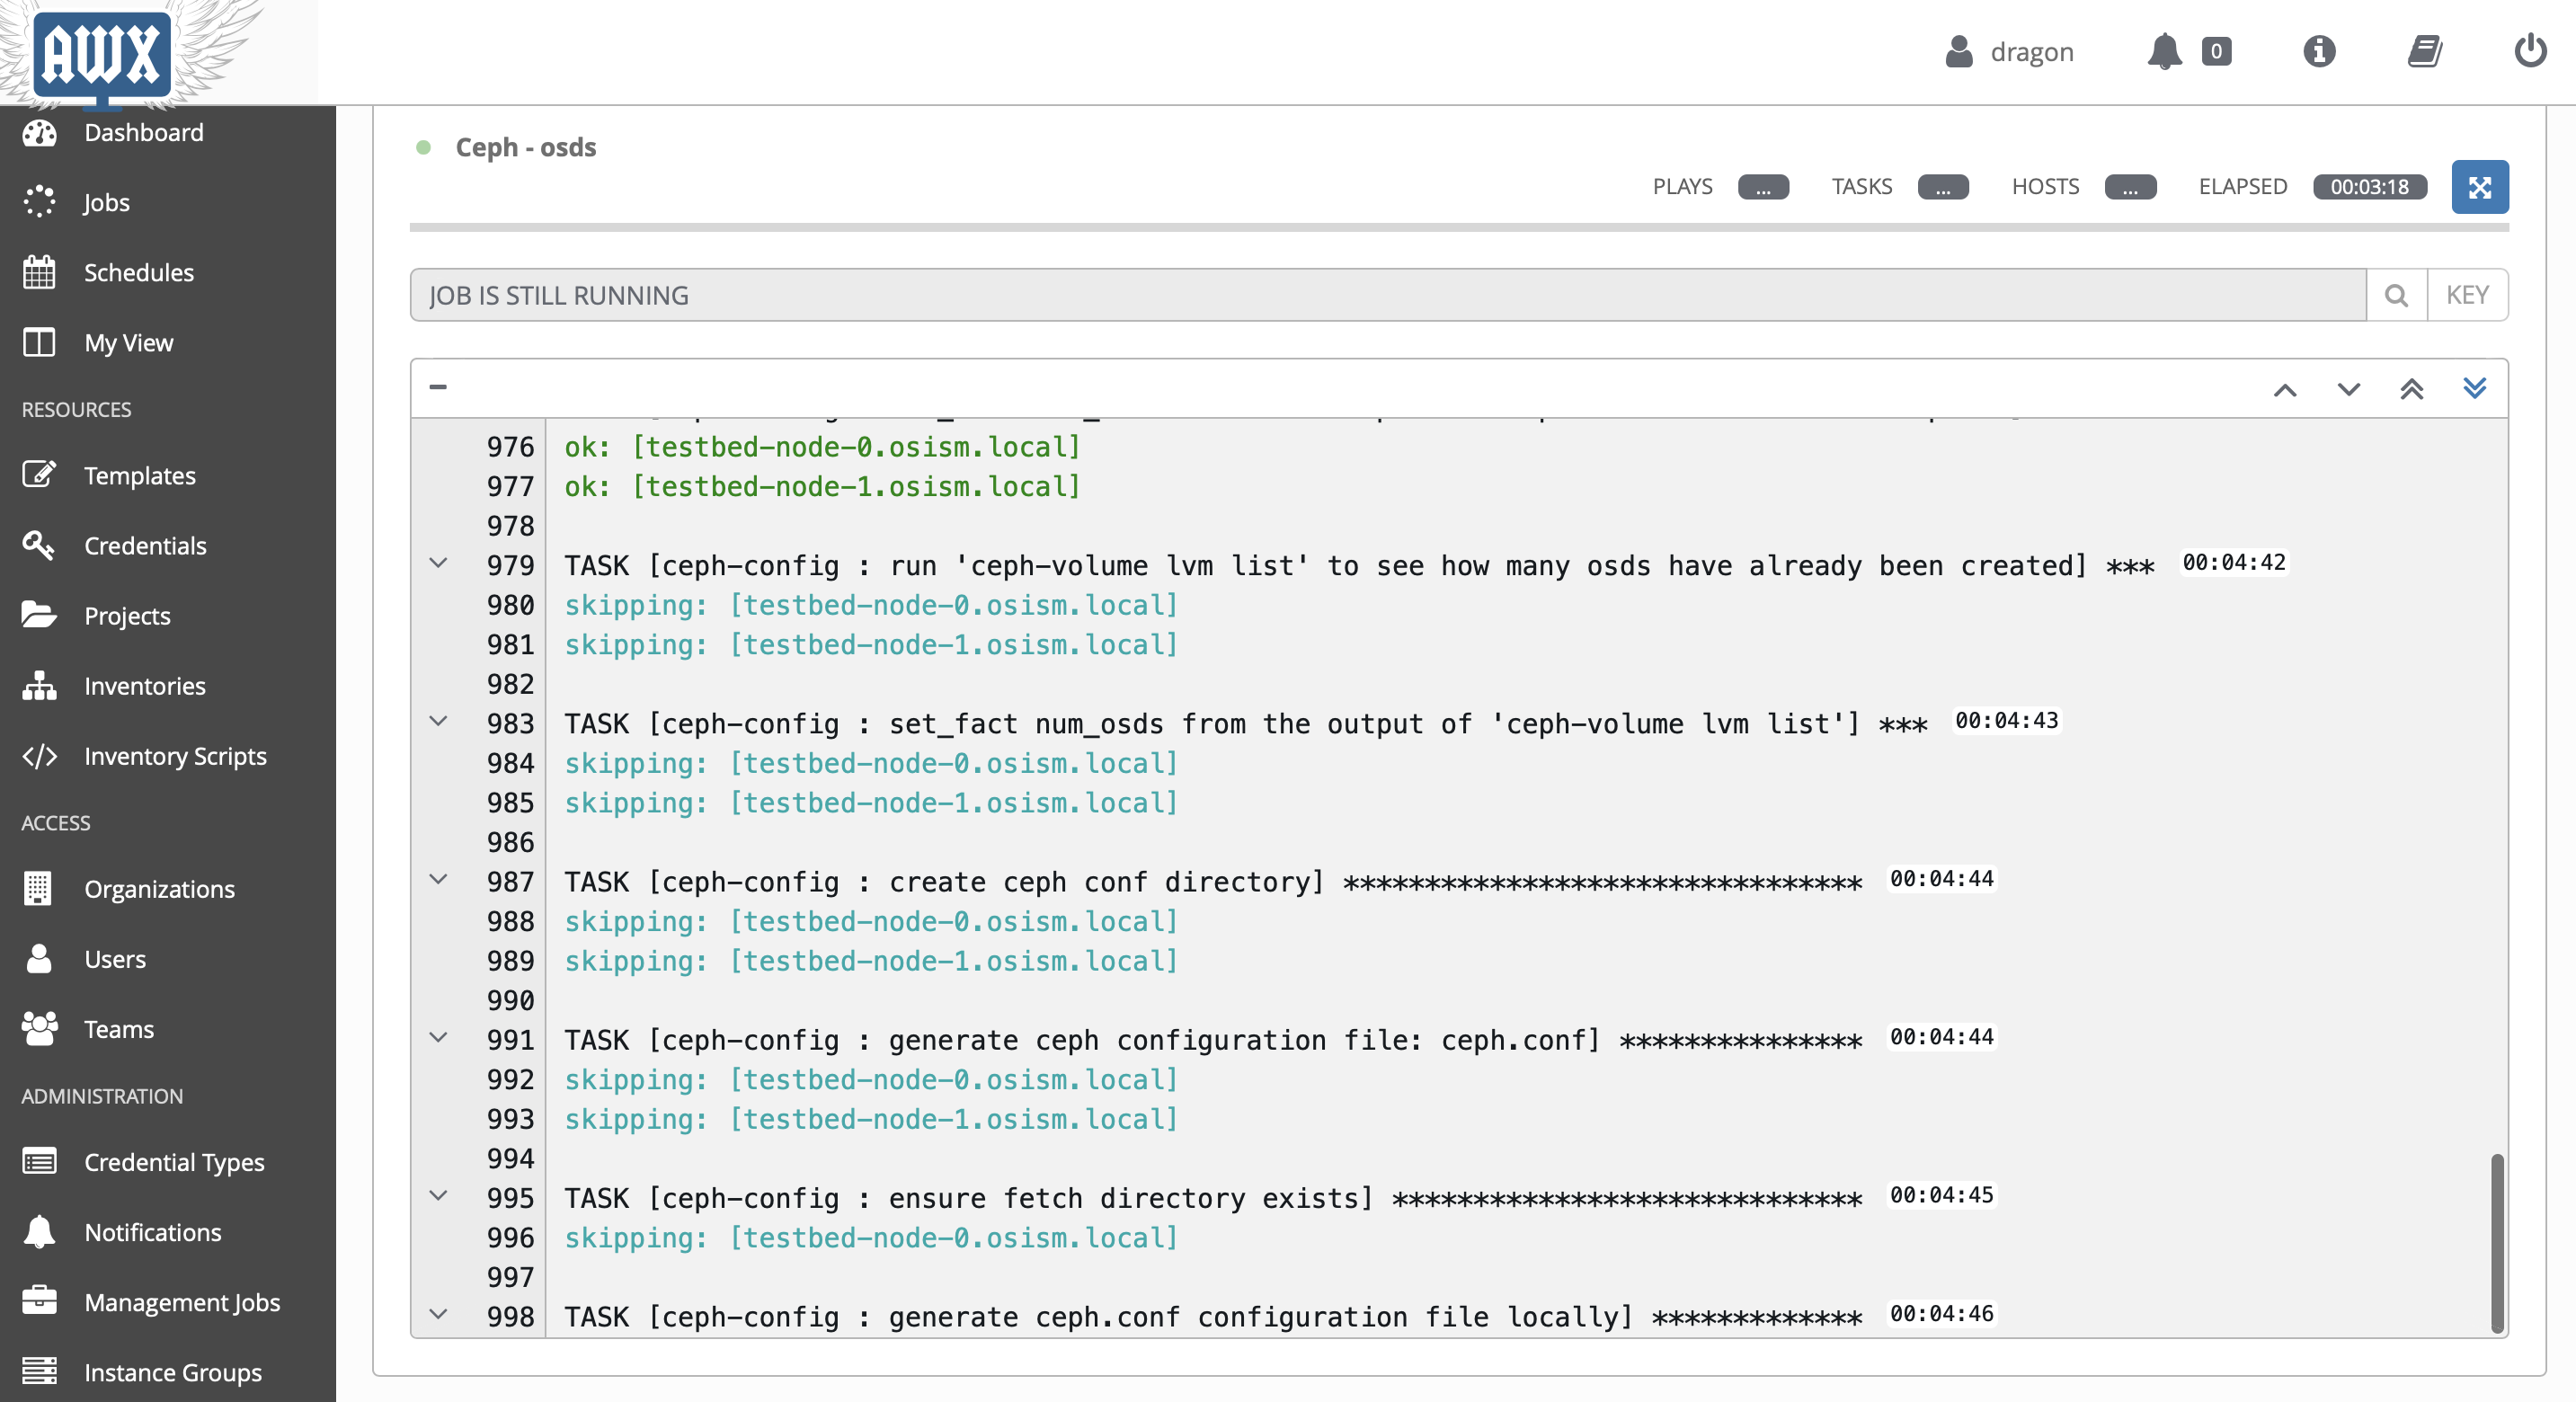 AWX
dragon
0
Dashboard
Jobs
Schedules
My View
RESOURCES
Templates
Credentials
Projects
Inventories
Inventory Scripts
ACCESS
Organizations
Users
Teams
ADMINISTRATION
Credential Types
Notifications
Management Jobs
Instance Groups
Ceph - osds
PLAYS ... TASKS ... HOSTS ... ELAPSED 00:03:18
JOB IS STILL RUNNING
KEY
976 ok: [testbed-node-0.osism.local]
977 ok: [testbed-node-1.osism.local]
978
979 TASK [ceph-config : run 'ceph-volume lvm list' to see how many osds have already been created] *** 00:04:42
980 skipping: [testbed-node-0.osism.local]
981 skipping: [testbed-node-1.osism.local]
982
983 TASK [ceph-config : set_fact num_osds from the output of 'ceph-volume lvm list'] *** 00:04:43
984 skipping: [testbed-node-0.osism.local]
985 skipping: [testbed-node-1.osism.local]
986
987 TASK [ceph-config : create ceph conf directory] ******************************** 00:04:44
988 skipping: [testbed-node-0.osism.local]
989 skipping: [testbed-node-1.osism.local]
990
991 TASK [ceph-config : generate ceph configuration file: ceph.conf] *************** 00:04:44
992 skipping: [testbed-node-0.osism.local]
993 skipping: [testbed-node-1.osism.local]
994
995 TASK [ceph-config : ensure fetch directory exists] ***************************** 00:04:45
996 skipping: [testbed-node-0.osism.local]
997
998 TASK [ceph-config : generate ceph.conf configuration file locally] ************* 00:04:46